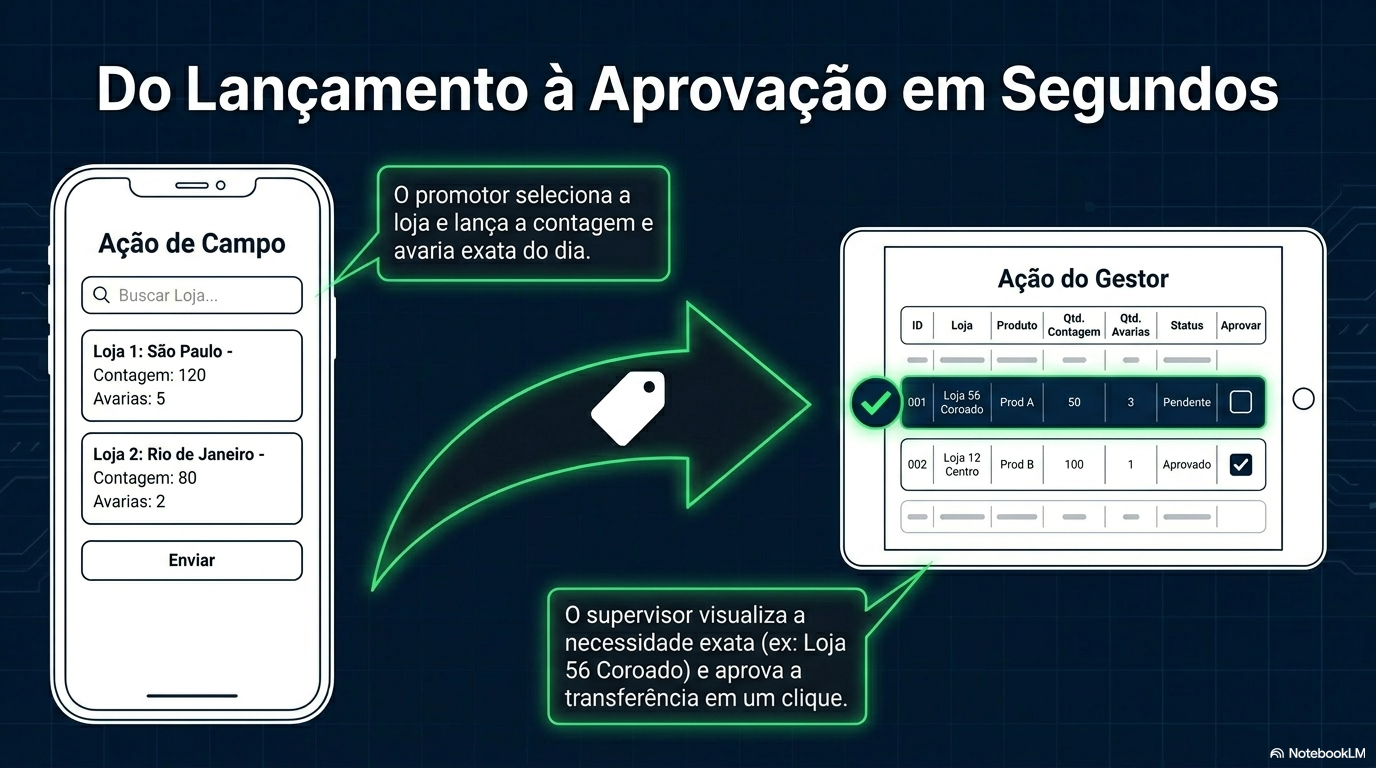 Do Lançamento à Aprovação em Segundos
Ação de Campo
Buscar Loja...
Loja 1: São Paulo -
Contagem: 120
Avarias: 5
Loja 2: Rio de Janeiro -
Contagem: 80
Avarias: 2
Enviar
O promotor seleciona a
loja e lança a contagem e
avaria exata do dia.
Ação do Gestor
ID Loja Produto Qtd. Contagem Qtd. Avarias Status Aprovar
001 Loja 56 Coroado Prod A 50 3 Pendente
002 Loja 12 Centro Prod B 100 1 Aprovado
O supervisor visualiza a
necessidade exata (ex: Loja
56 Coroado) e aprova a
transferência em um clique.
NotebookLM